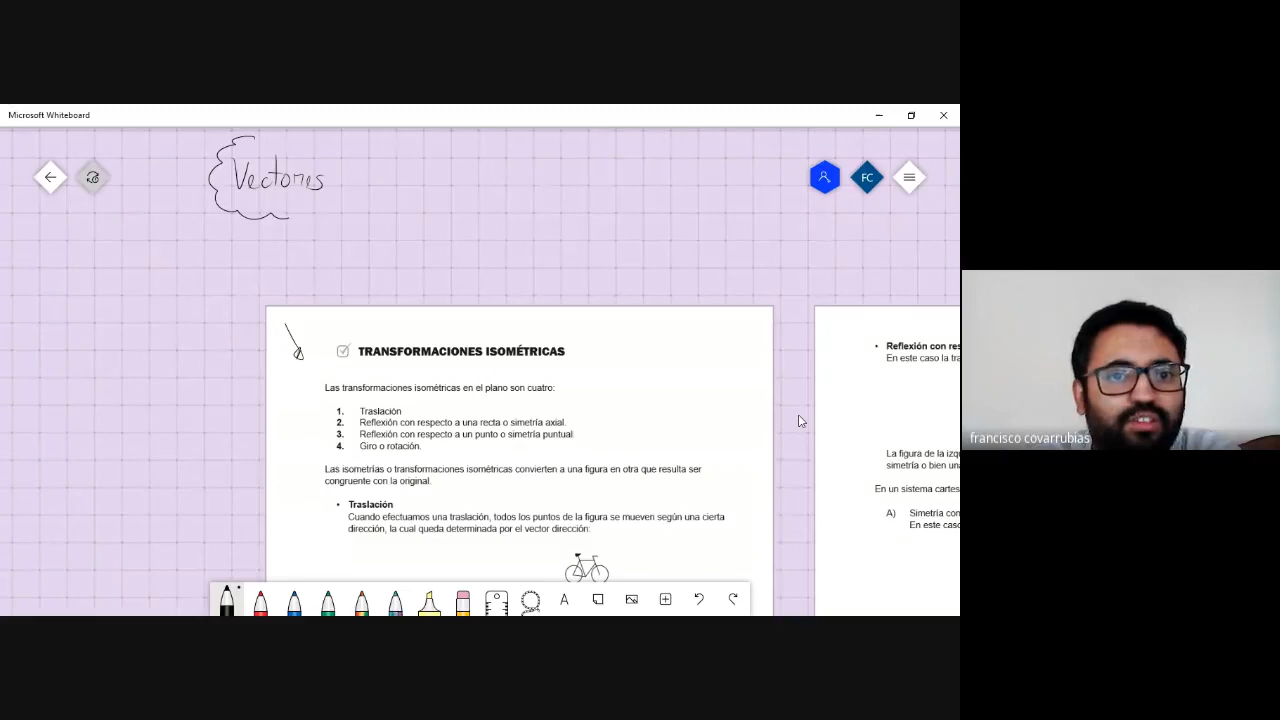 Microsoft Whiteboard
Vectores
FC
TRANSFORMACIONES ISOMÉTRICAS
Las transformaciones isométricas en el plano son cuatro:
1. Traslación
2. Reflexión con respecto a una recta o simetría axial.
3. Reflexión con respecto a un punto o simetría puntual.
4. Giro o rotación.
Las isometrías o transformaciones isométricas convierten a una figura en otra que resulta ser
congruente con la original.
• Traslación
Cuando efectuamos una traslación, todos los puntos de la figura se mueven según una cierta
dirección, la cual queda determinada por el vector dirección:
• Reflexión con res
En este caso la tra
La figura de la izq
simetría o bien un
En un sistema cartes
A) Simetría con
En este caso
A
francisco covarrubias